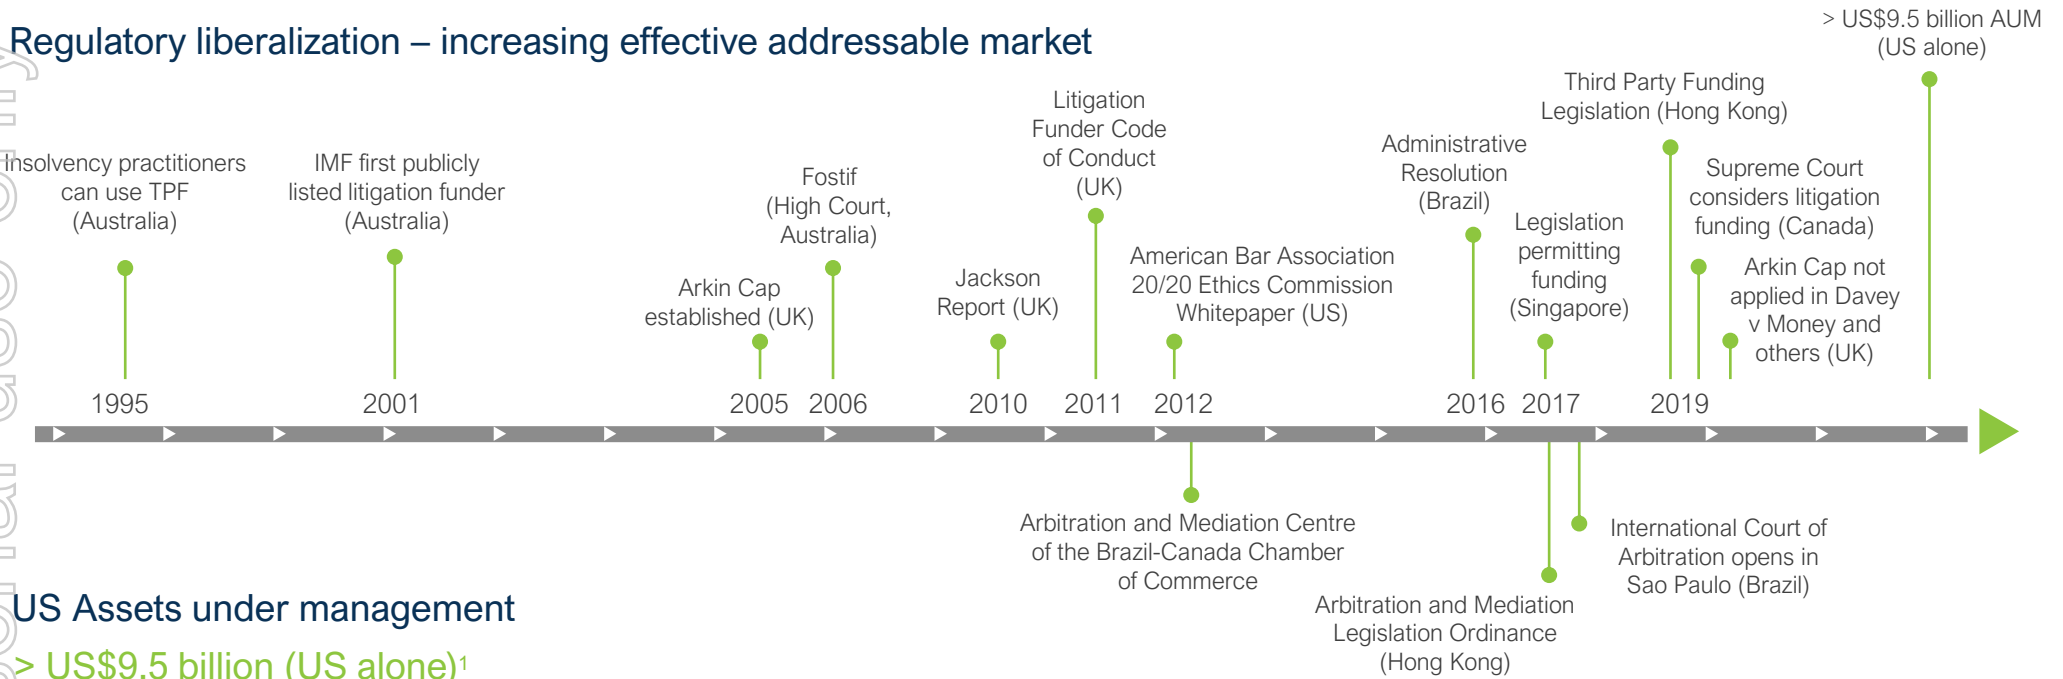 > US$9.5 billion AUM
(US alone)
Regulatory liberalization – increasing effective addressable market
Insolvency practitioners
can use TPF
(Australia)
IMF first publicly
listed litigation funder
(Australia)
Arkin Cap
established (UK)
Fostif
(High Court,
Australia)
Jackson
Report (UK)
Litigation
Funder Code
of Conduct
(UK)
American Bar Association
20/20 Ethics Commission
Whitepaper (US)
Administrative
Resolution
(Brazil)
Legislation
permitting
funding
(Singapore)
Third Party Funding
Legislation (Hong Kong)
Supreme Court
considers litigation
funding (Canada)
Arkin Cap not
applied in Davey
v Money and
others (UK)
1995 2001 2005 2006 2010 2011 2012 2016 2017 2019
Arbitration and Mediation Centre
of the Brazil-Canada Chamber
of Commerce
Arbitration and Mediation
Legislation Ordinance
(Hong Kong)
International Court of
Arbitration opens in
Sao Paulo (Brazil)
US Assets under management
> US$9.5 billion (US alone)¹